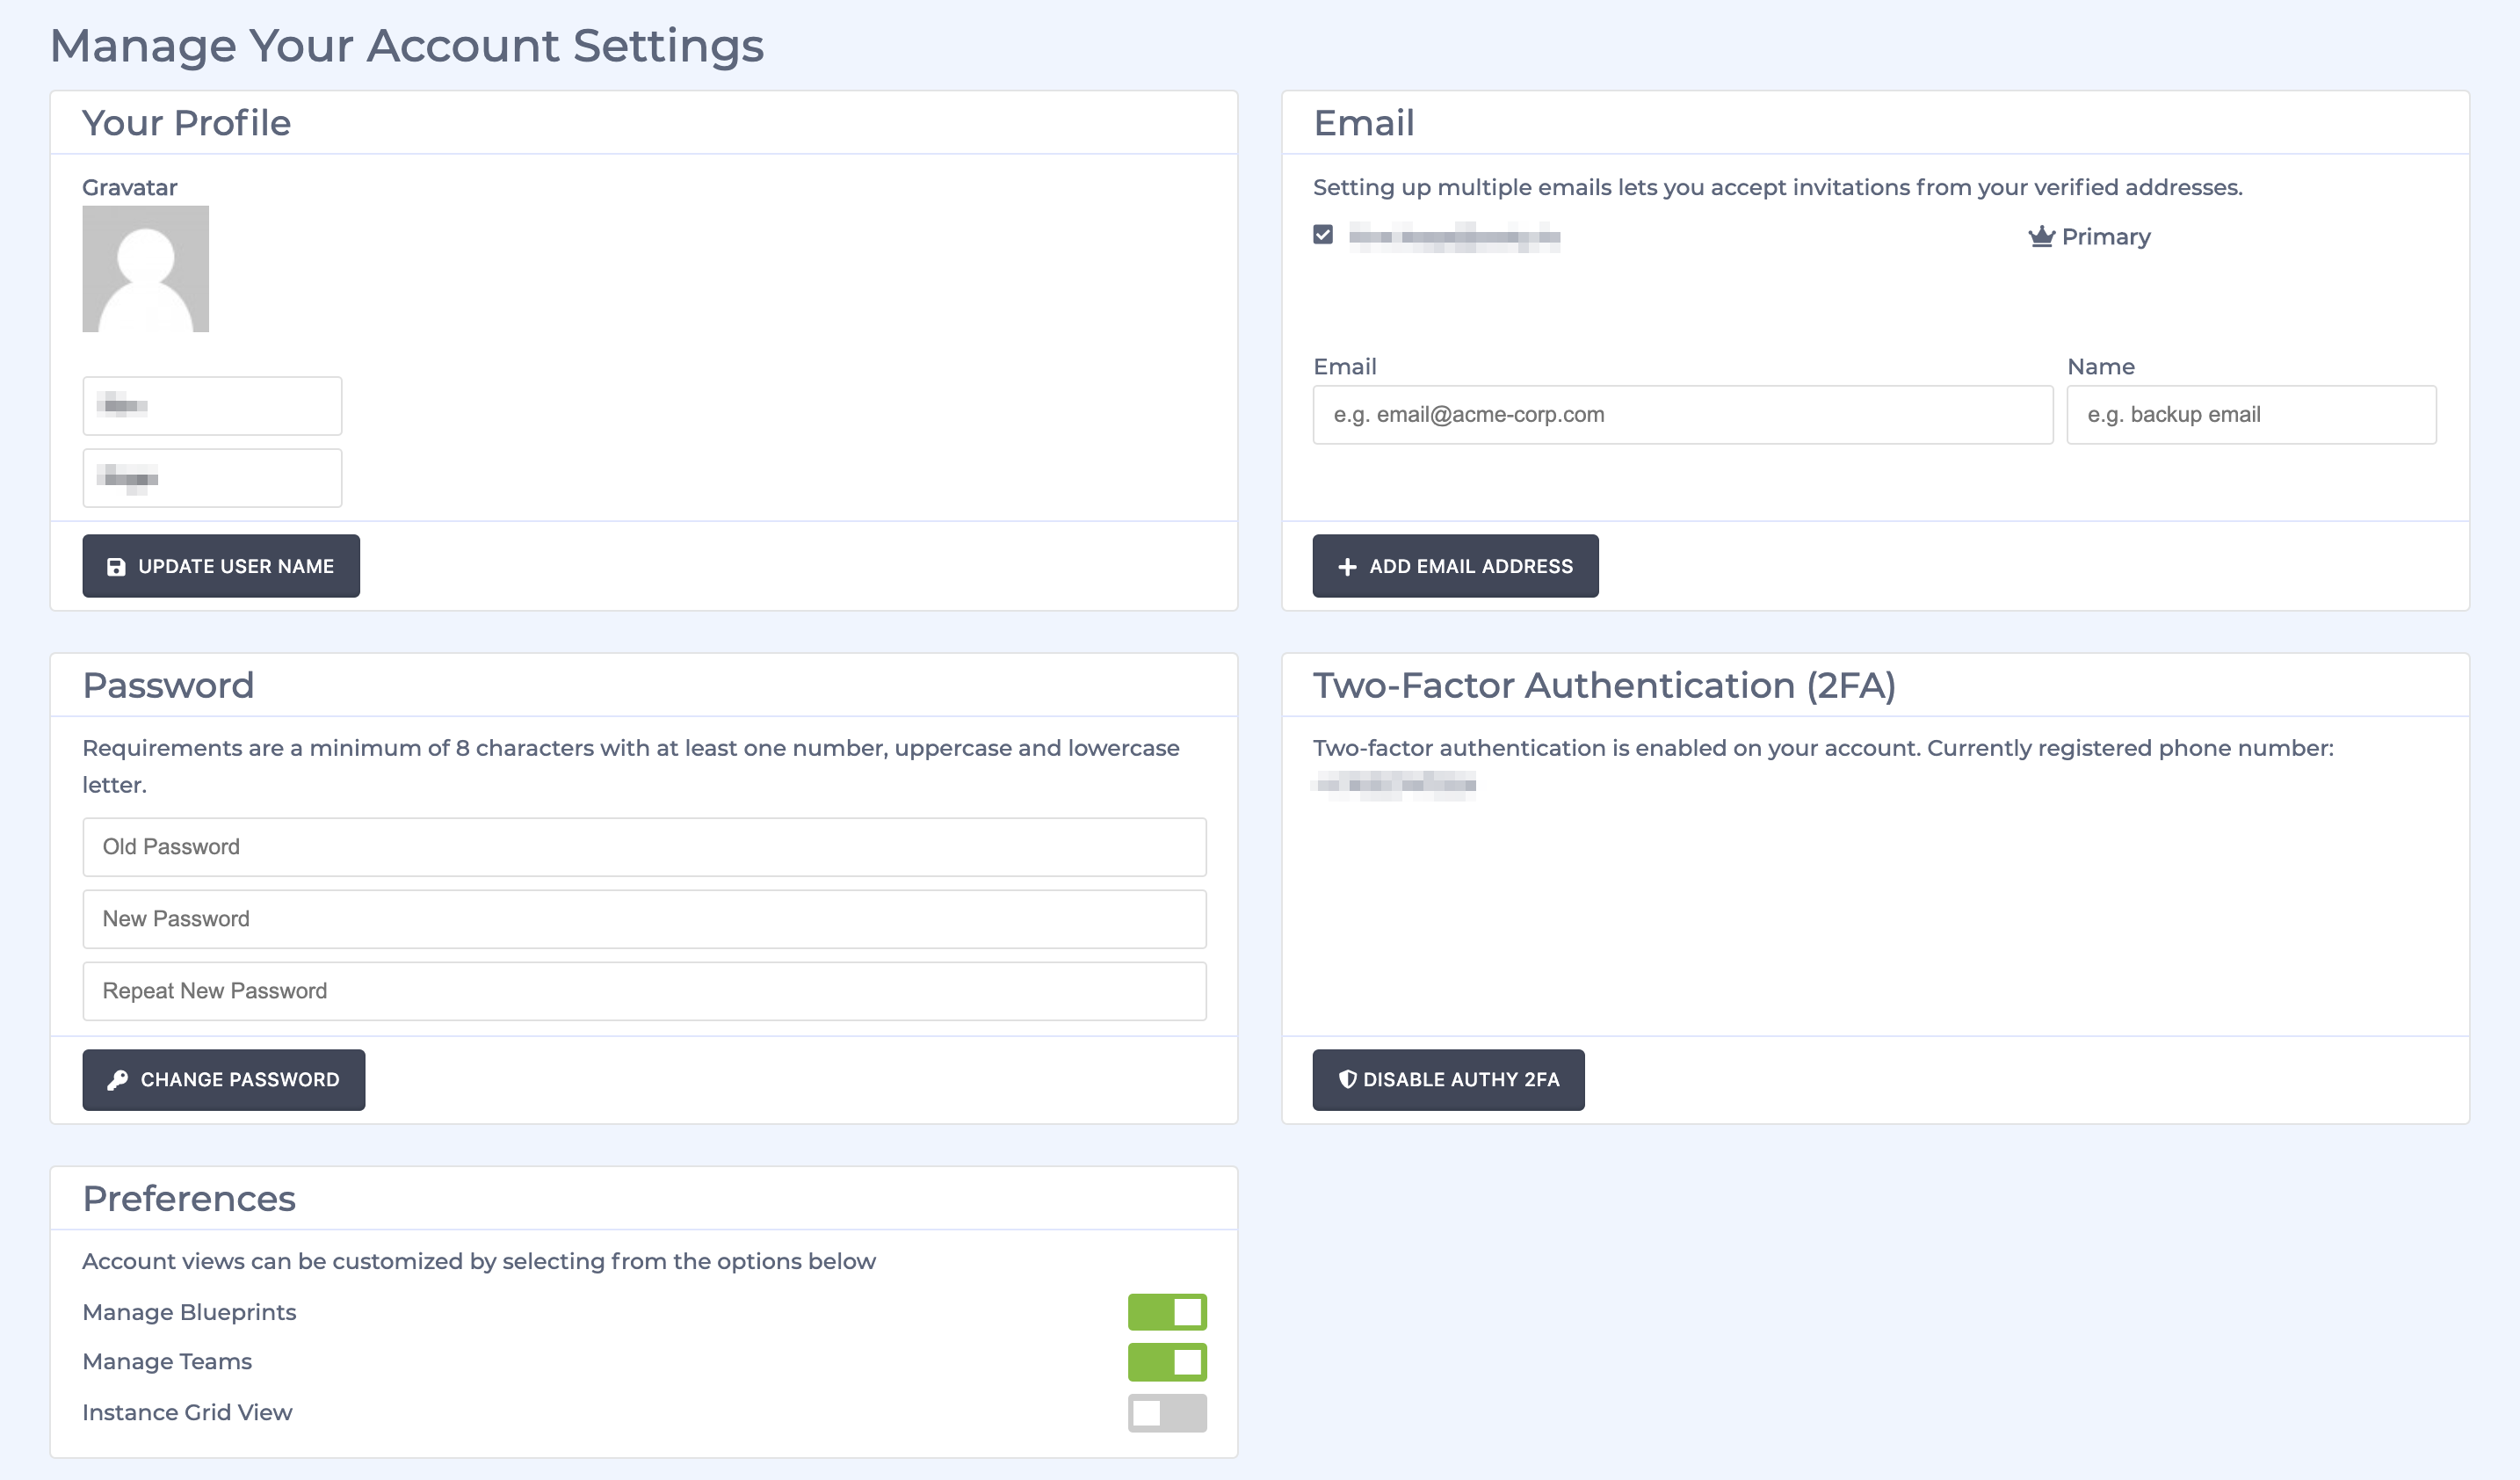 Manage Your Account Settings
Your Profile
Gravatar
UPDATE USER NAME
Email
Setting up multiple emails lets you accept invitations from your verified addresses.
Primary
Email
Name
e.g. email@acme-corp.com
e.g. backup email
ADD EMAIL ADDRESS
Password
Requirements are a minimum of 8 characters with at least one number, uppercase and lowercase
letter.
Old Password
New Password
Repeat New Password
CHANGE PASSWORD
Two-Factor Authentication (2FA)
Two-factor authentication is enabled on your account. Currently registered phone number:
DISABLE AUTHY 2FA
Preferences
Account views can be customized by selecting from the options below
Manage Blueprints
Manage Teams
Instance Grid View